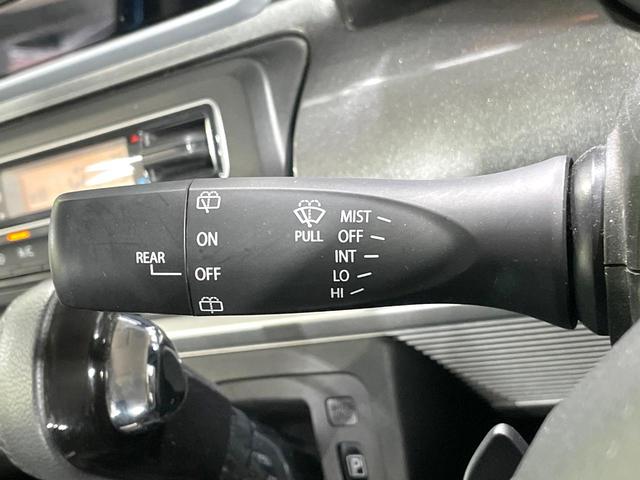 ON
REAR
OFF
PULL
MIST
OFF
INT
LO
HI